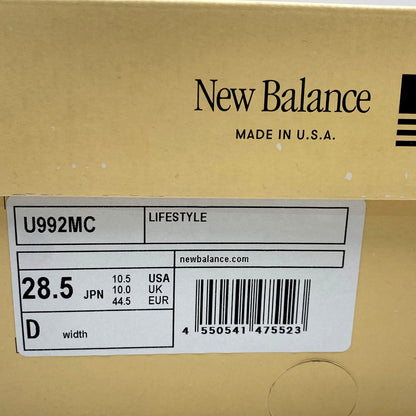 New Balance
MADE IN U.S.A.
U992MC
LIFESTYLE
newbalance.com
28.5 JPN
10.5 USA
10.0 UK
44.5 EUR
D width
4 550541 475523